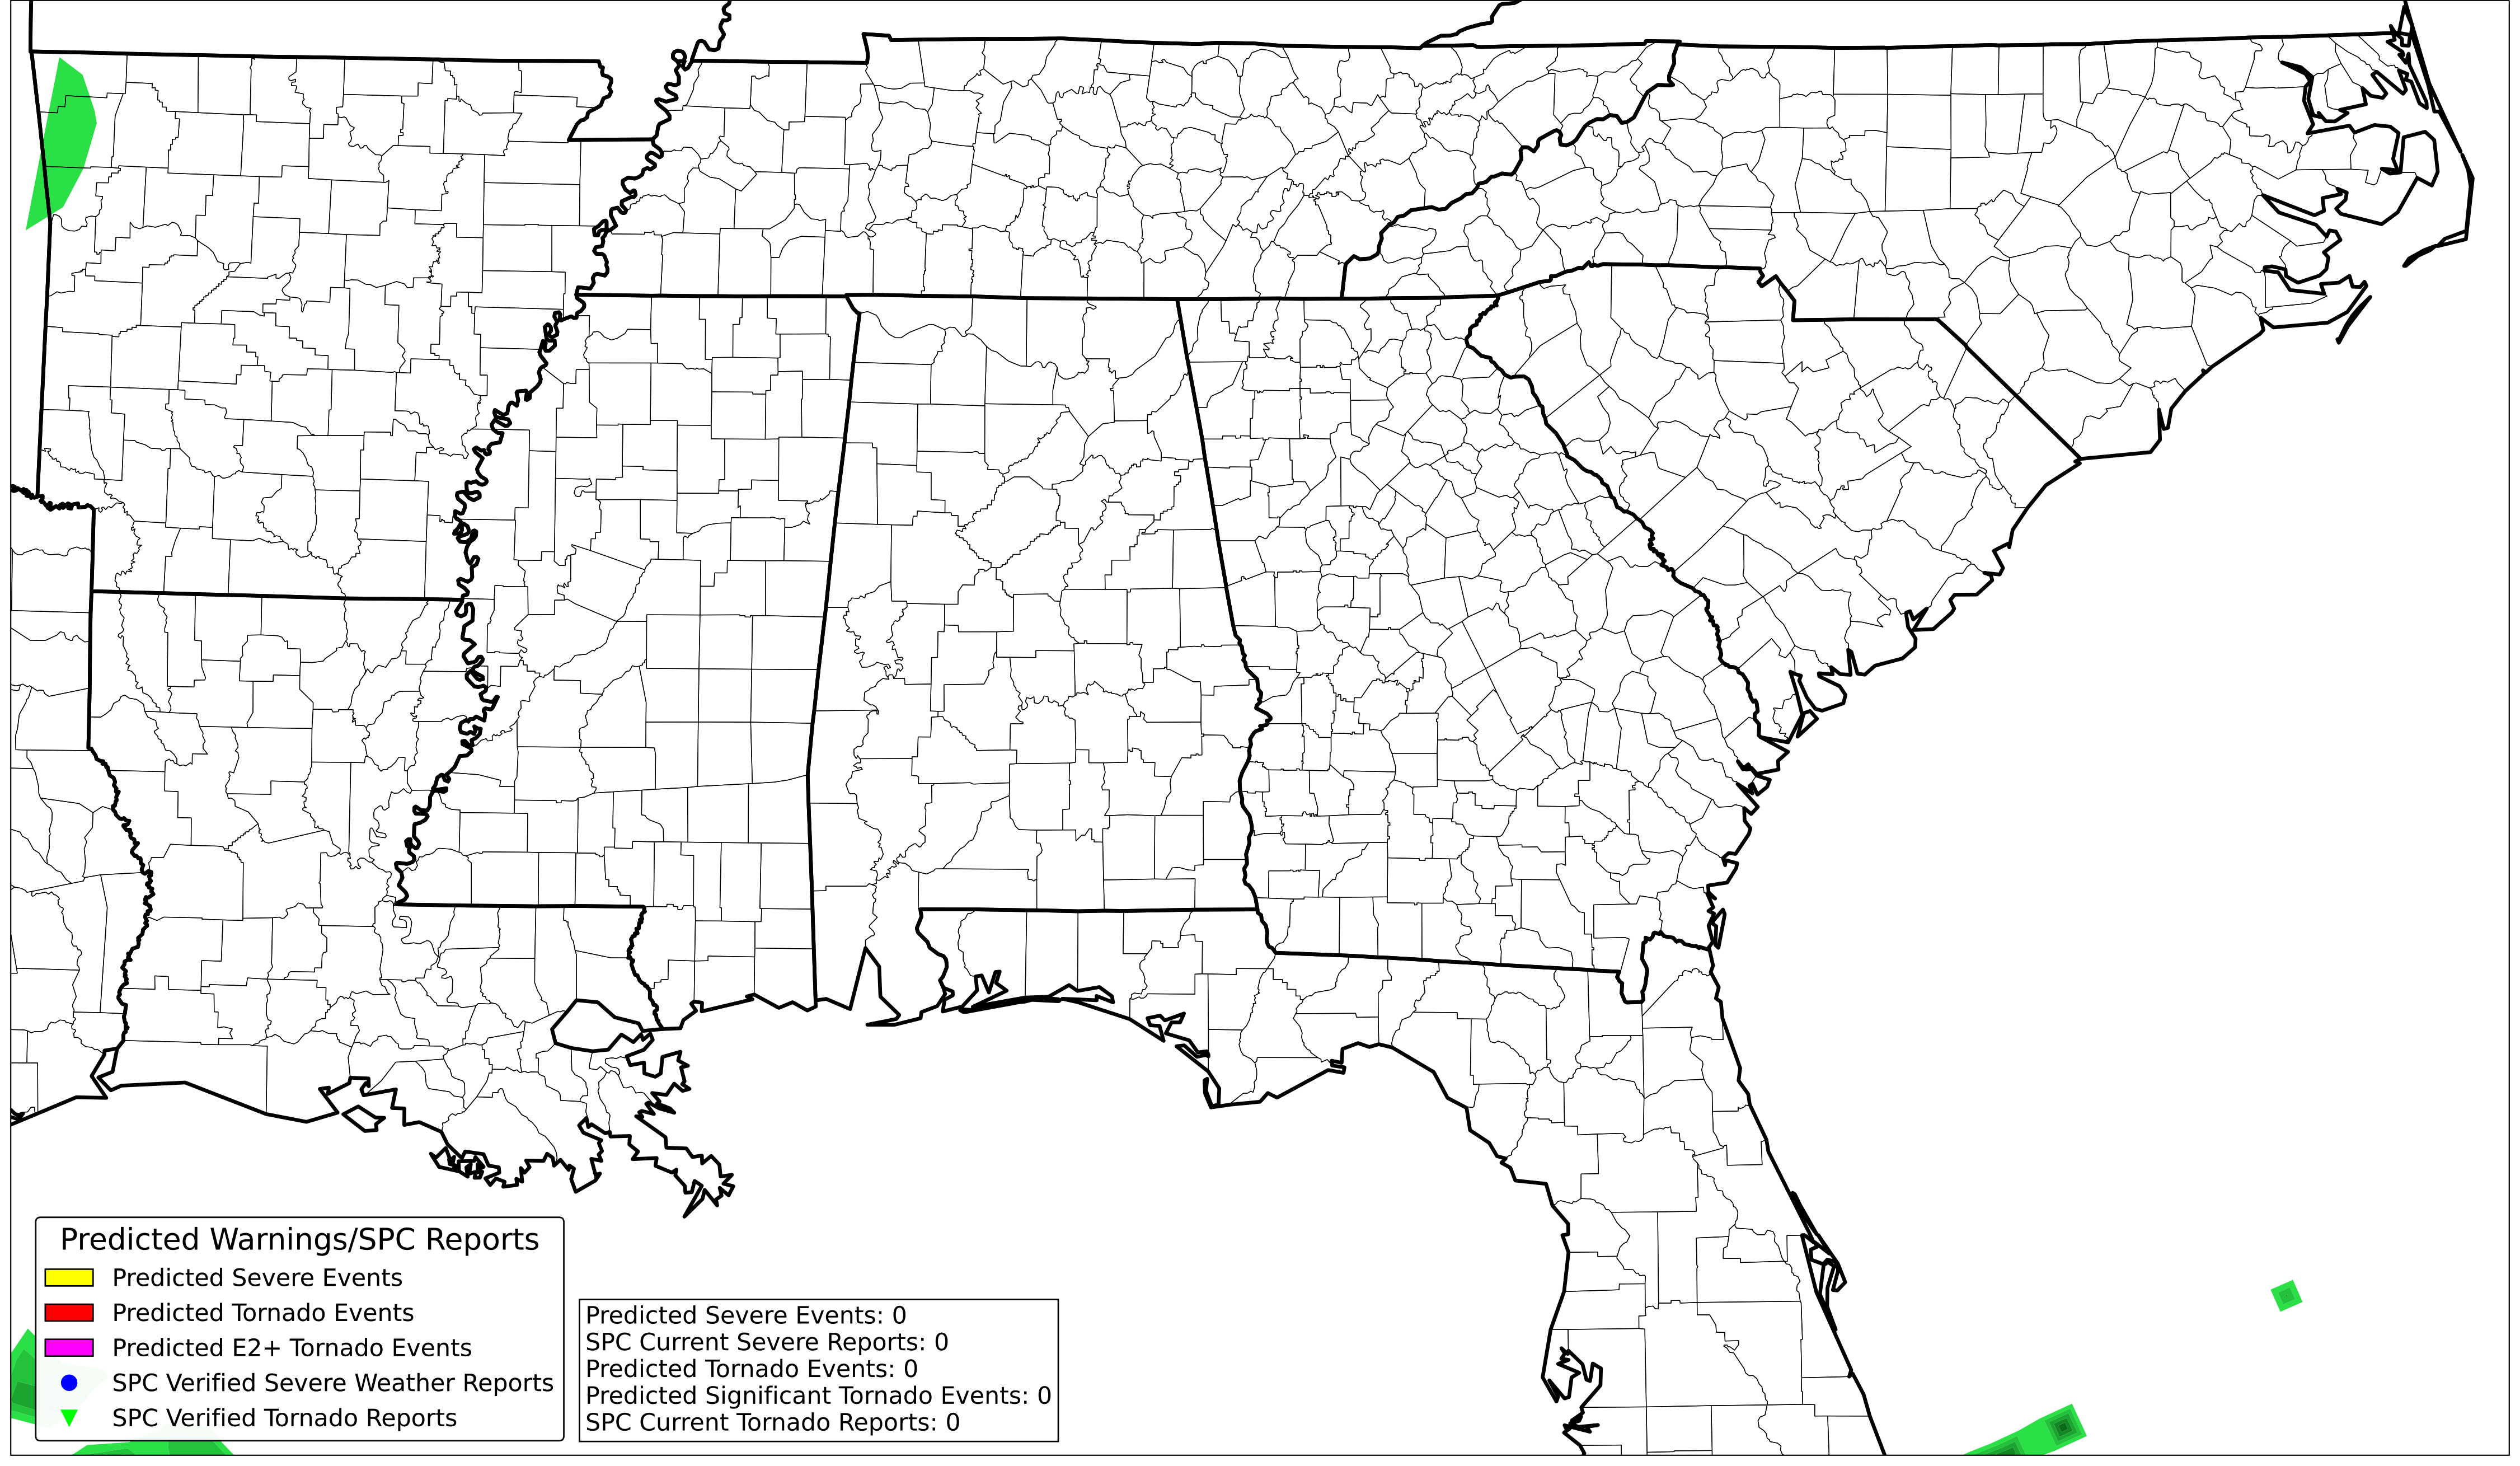 Predicted Warnings/SPC Reports
Predicted Severe Events
Predicted Tornado Events
Predicted E2+ Tornado Events
SPC Verified Severe Weather Reports
SPC Verified Tornado Reports
Predicted Severe Events: 0
SPC Current Severe Reports: 0
Predicted Tornado Events: 0
Predicted Significant Tornado Events: 0
SPC Current Tornado Reports: 0